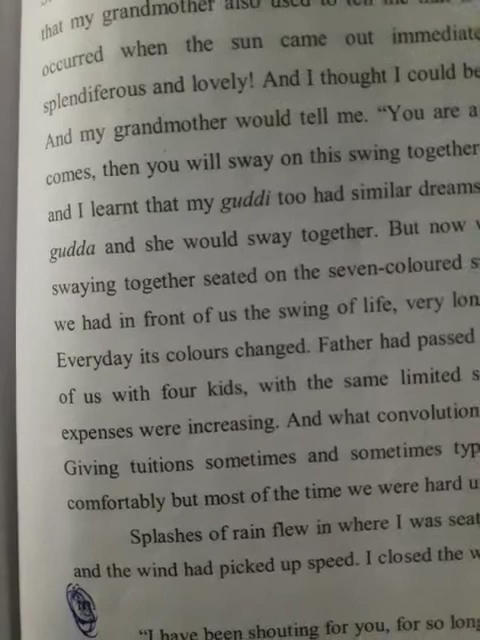 that my grandmother also used to tell me that
occurred when the sun came out immediate
splendiferous and lovely! And I thought I could be
And my grandmother would tell me. “You are a
comes, then you will sway on this swing together
and I learnt that my guddi too had similar dreams
gudda and she would sway together. But now
swaying together seated on the seven-coloured s
we had in front of us the swing of life, very lon
Everyday its colours changed. Father had passed
of us with four kids, with the same limited s
expenses were increasing. And what convolution
Giving tuitions sometimes and sometimes typ
comfortably but most of the time we were hard u
Splashes of rain flew in where I was seat
and the wind had picked up speed. I closed the w
“I have been shouting for you, for so long